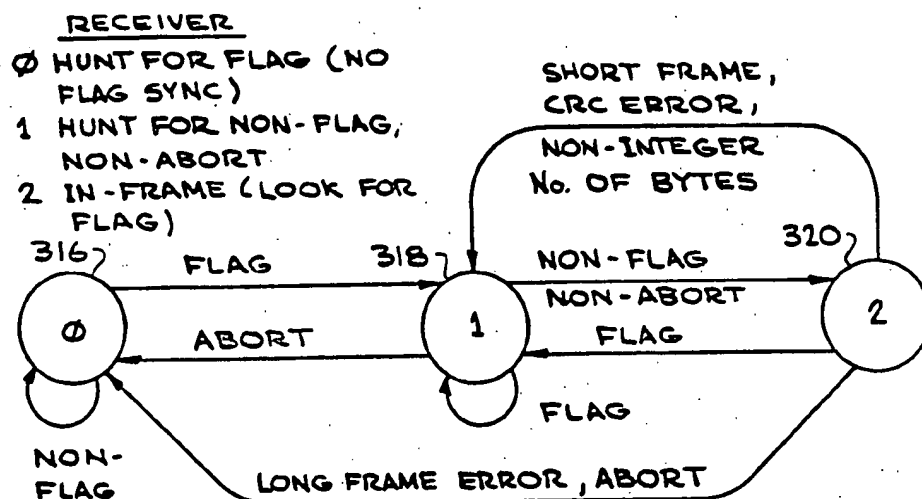 RECEIVER
Ø HUNT FOR FLAG (NO
FLAG SYNC)
1 HUNT FOR NON-FLAG,
NON-ABORT
2 IN-FRAME (LOOK FOR
FLAG)
SHORT FRAME,
CRC ERROR,
NON-INTEGER
No. OF BYTES
316
FLAG
318
NON-FLAG
NON-ABORT
320
Ø
ABORT
1
FLAG
2
FLAG
NON-
FLAG
LONG FRAME ERROR, ABORT